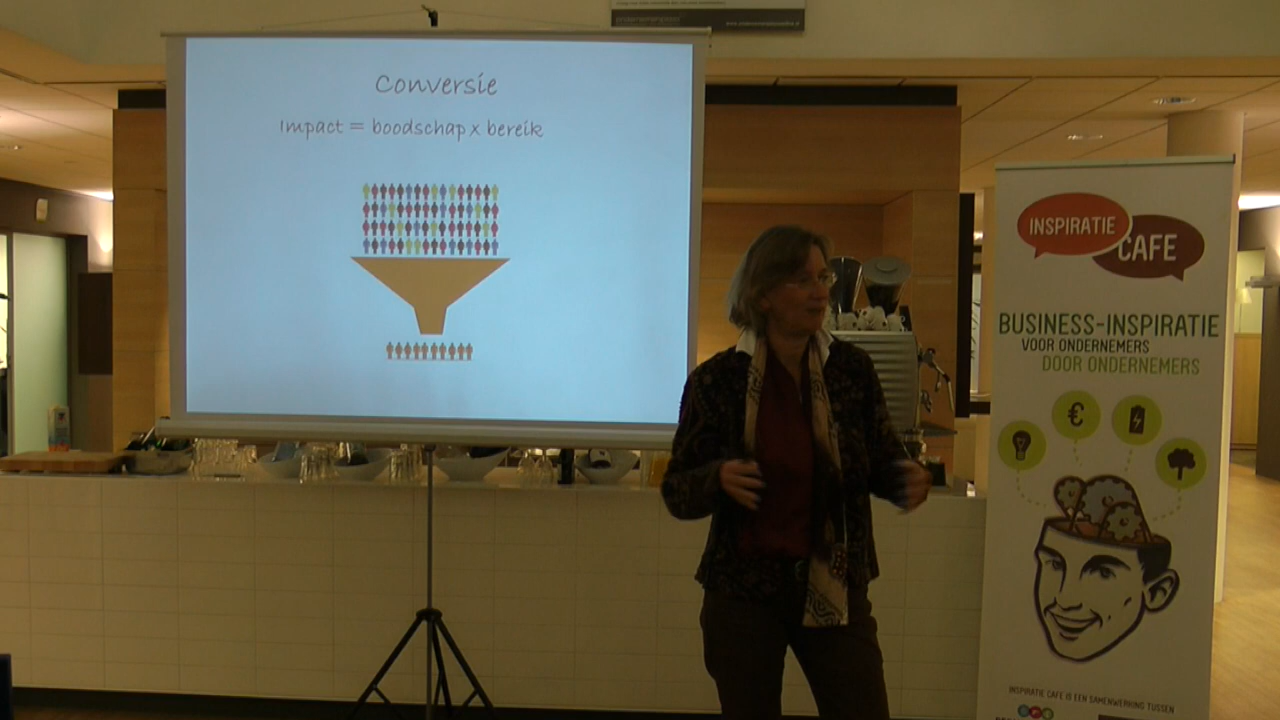 Conversie
Impact = boodschap x bereik
INSPIRATIE
CAFE
BUSINESS-INSPIRATIE
VOOR ONDERNEMERS
DOOR ONDERNEMERS
€
INSPIRATIE CAFE IS EEN SAMENWERKING TUSSEN